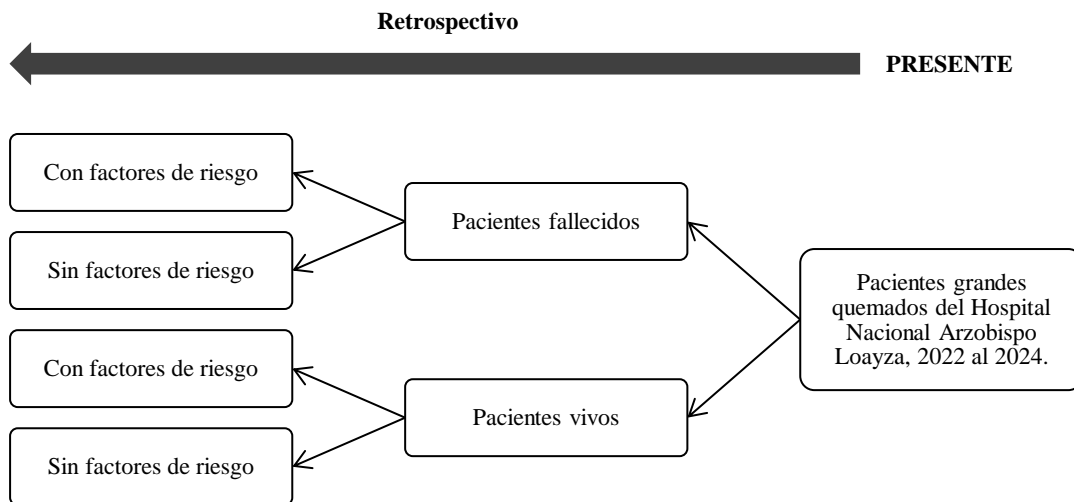 Retrospectivo
PRESENTE
Con factores de riesgo
Sin factores de riesgo
Con factores de riesgo
Sin factores de riesgo
Pacientes fallecidos
Pacientes vivos
Pacientes grandes
quemados del Hospital
Nacional Arzobispo
Loayza, 2022 al 2024.